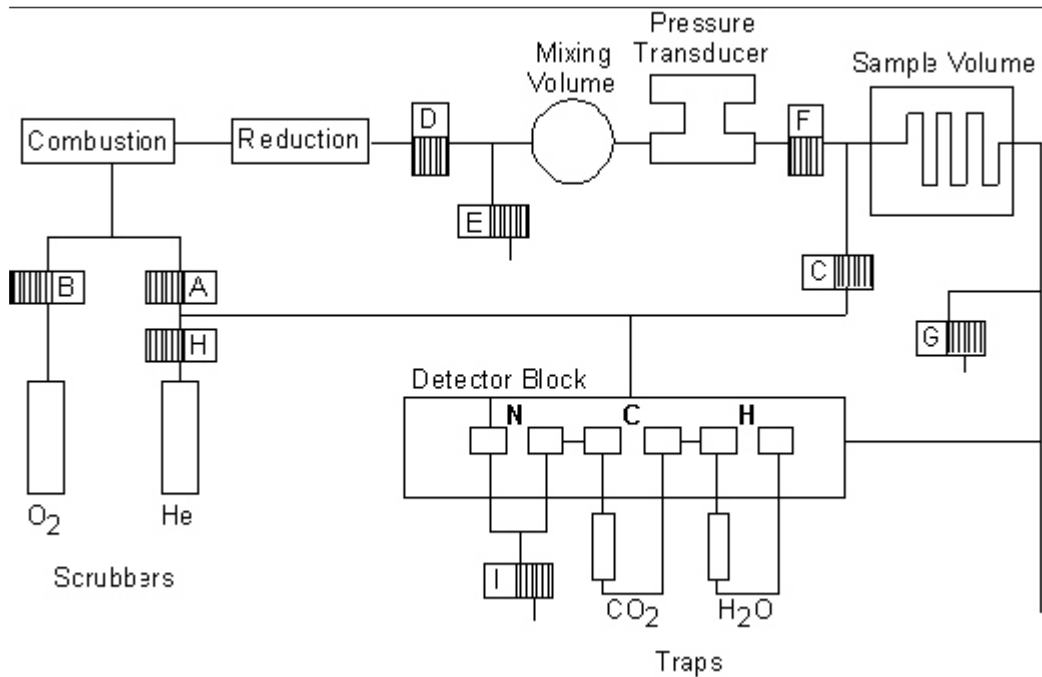 Pressure
Transducer
Mixing
Volume
Sample Volume
D
F
Combustion
Reduction
E
C
B
A
G
H
Detector Block
N C H
O2
He
I
CO2
H2O
Scrubbers
Traps